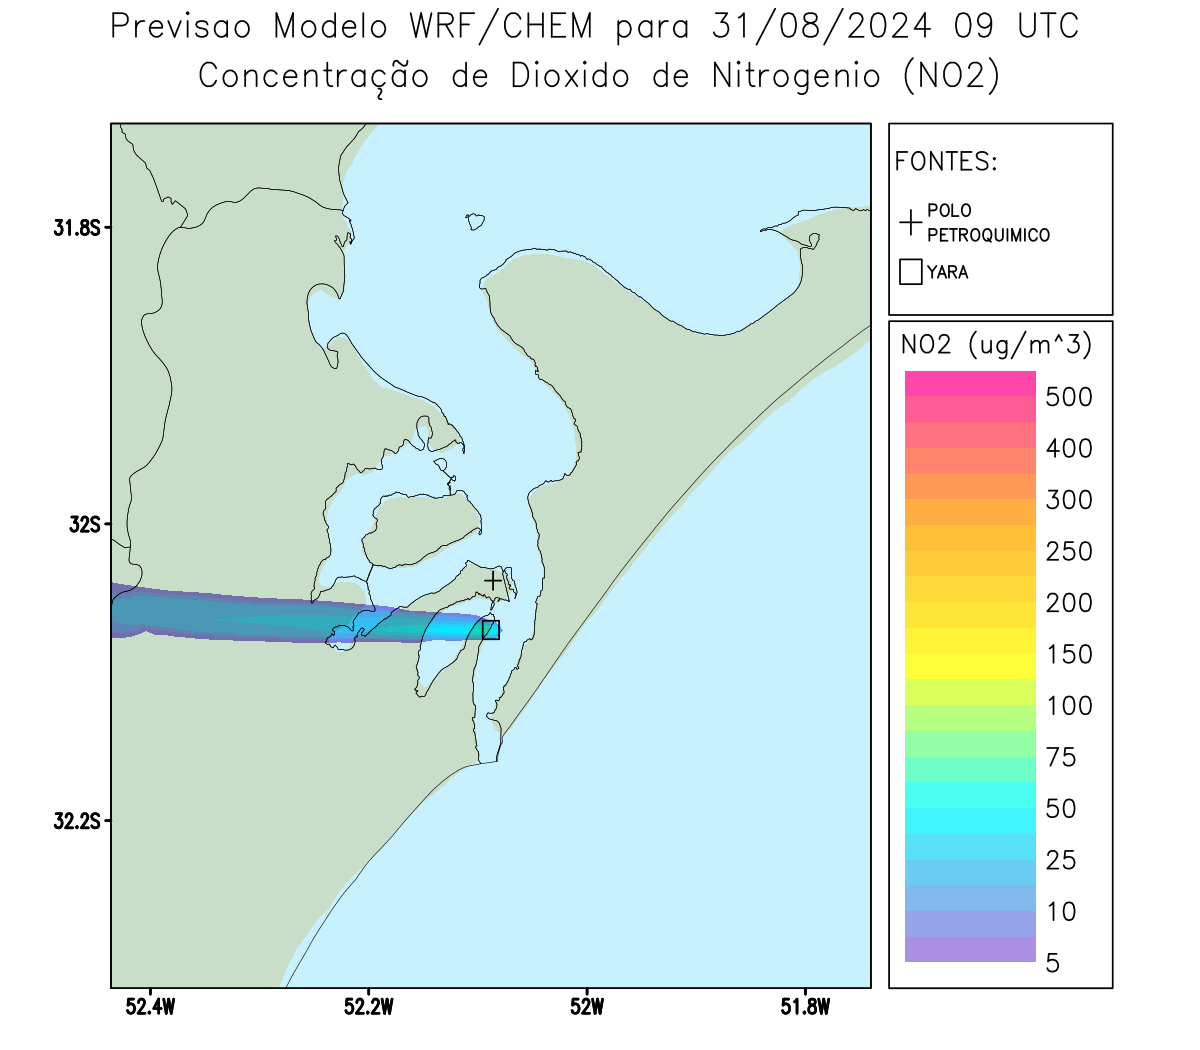 Previsao Modelo WRF/CHEM para 31/08/2024 09 UTC
Concentração de Dioxido de Nitrogenio (NO2)
FONTES:
POLO
PETROQUIMICO
YARA
NO2 (ug/m^3)
500
400
300
250
200
150
100
75
50
25
10
5
31.8S
32S
32.2S
52.4W
52.2W
52W
51.8W